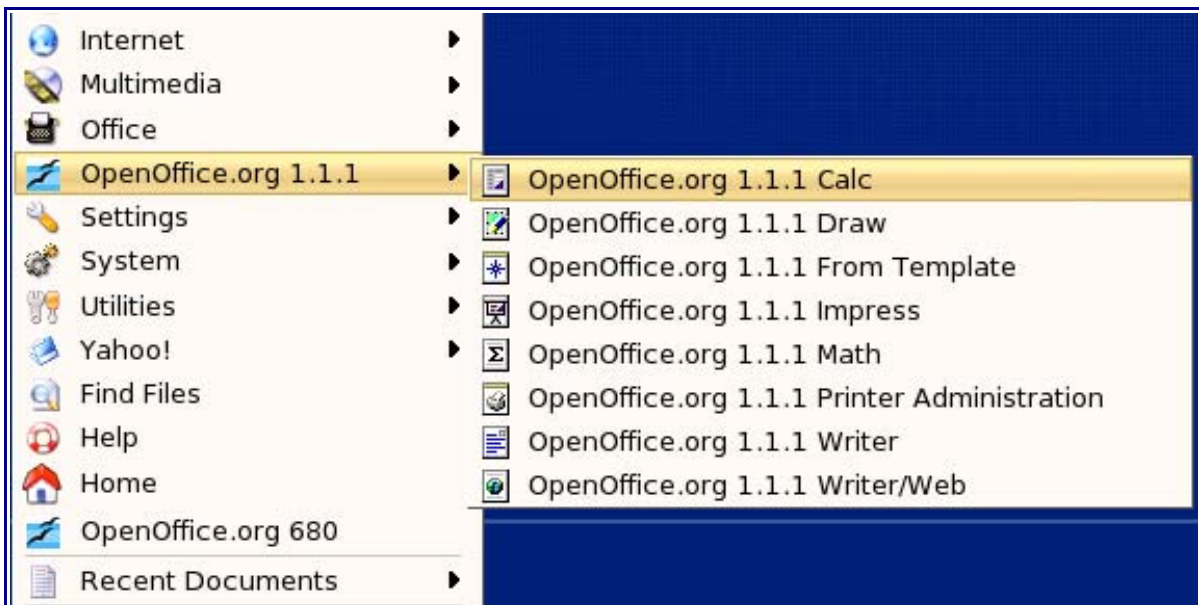 Internet
Multimedia
Office
OpenOffice.org 1.1.1
Settings
System
Utilities
Yahoo!
Find Files
Help
Home
OpenOffice.org 680
Recent Documents
OpenOffice.org 1.1.1 Calc
OpenOffice.org 1.1.1 Draw
OpenOffice.org 1.1.1 From Template
OpenOffice.org 1.1.1 Impress
OpenOffice.org 1.1.1 Math
OpenOffice.org 1.1.1 Printer Administration
OpenOffice.org 1.1.1 Writer
OpenOffice.org 1.1.1 Writer/Web